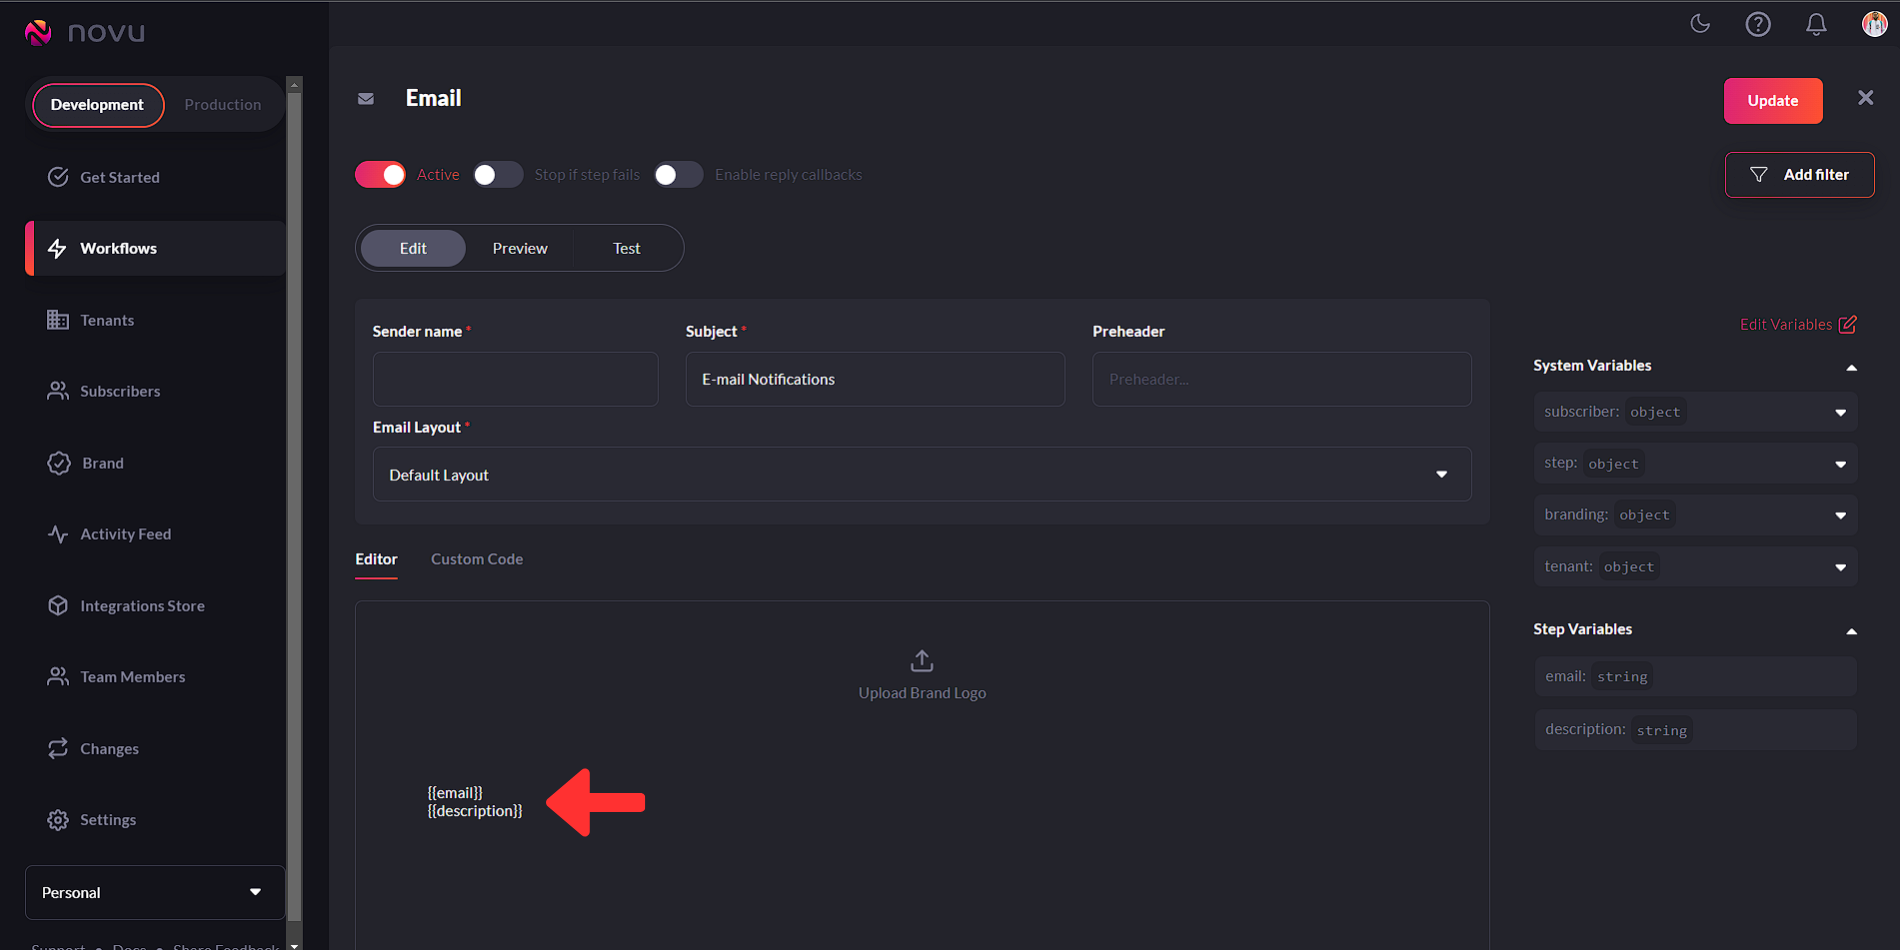 novu
Development
Production
Get Started
Workflows
Tenants
Subscribers
Brand
Activity Feed
Integrations Store
Team Members
Changes
Settings
Personal
Support • Docs • Share Feedback
Email
Update
Active
Stop if step fails
Enable reply callbacks
Add filter
Edit
Preview
Test
Sender name *
Subject *
Preheader
E-mail Notifications
Preheader...
Email Layout *
Default Layout
Editor
Custom Code
Upload Brand Logo
{{email}}
{{description}}
Edit Variables
System Variables
subscriber: object
step: object
branding: object
tenant: object
Step Variables
email: string
description: string